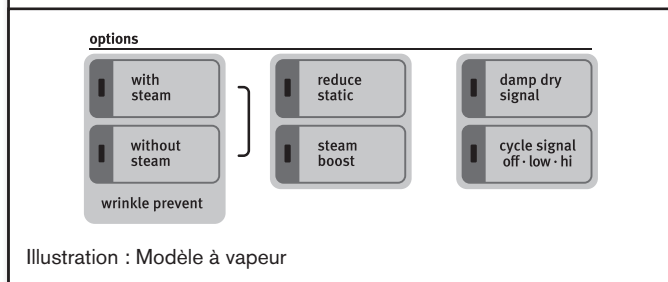 options
with
steam
without
steam
wrinkle prevent
reduce
static
steam
boost
damp dry
signal
cycle signal
off · low · hi
Illustration : Modèle à vapeur